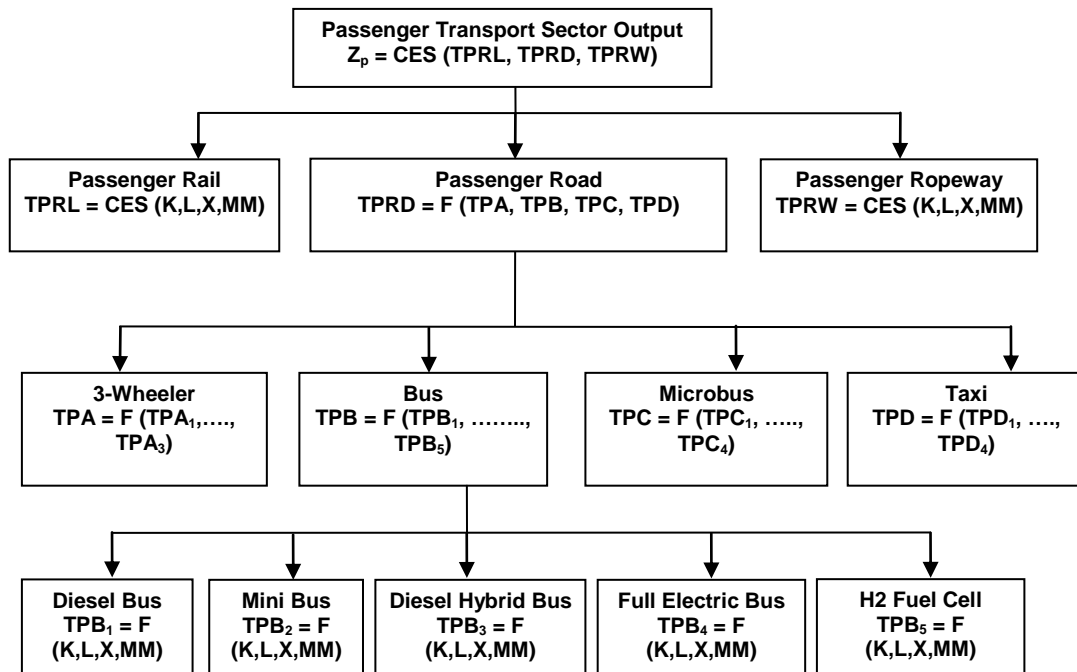 Passenger Transport Sector Output
Zₚ = CES (TPRL, TPRD, TPRW)
Passenger Rail
TPRL = CES (K,L,X,MM)
Passenger Road
TPRD = F (TPA, TPB, TPC, TPD)
Passenger Ropeway
TPRW = CES (K,L,X,MM)
3-Wheeler
TPA = F (TPA₁,….,
TPA₃)
Bus
TPB = F (TPB₁, ……..,
TPB₅)
Microbus
TPC = F (TPC₁, …..,
TPC₄)
Taxi
TPD = F (TPD₁, ….,
TPD₄)
Diesel Bus
TPB₁ = F
(K,L,X,MM)
Mini Bus
TPB₂ = F
(K,L,X,MM)
Diesel Hybrid Bus
TPB₃ = F
(K,L,X,MM)
Full Electric Bus
TPB₄ = F
(K,L,X,MM)
H2 Fuel Cell
TPB₅ = F
(K,L,X,MM)